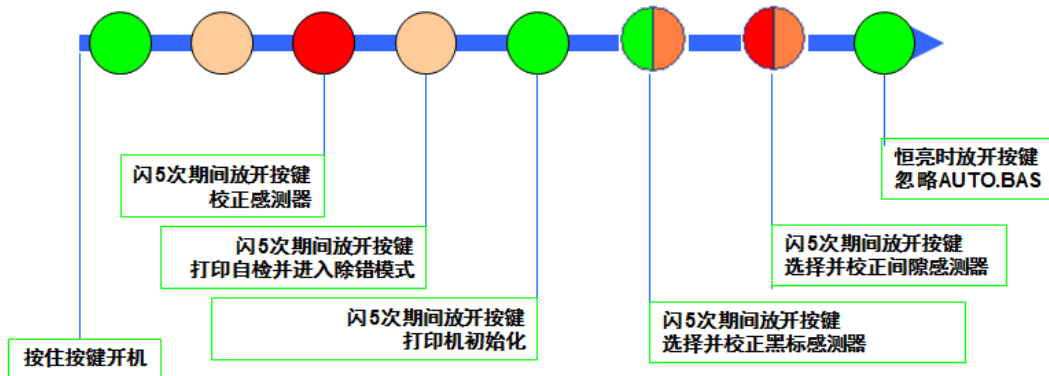 闪5次期间放开按键
校正感测器
闪5次期间放开按键
打印自检并进入除错模式
闪5次期间放开按键
打印机初始化
按住按键开机
恒亮时放开按键
忽略AUTO.BAS
闪5次期间放开按键
选择并校正间隙感测器
闪5次期间放开按键
选择并校正黑标感测器